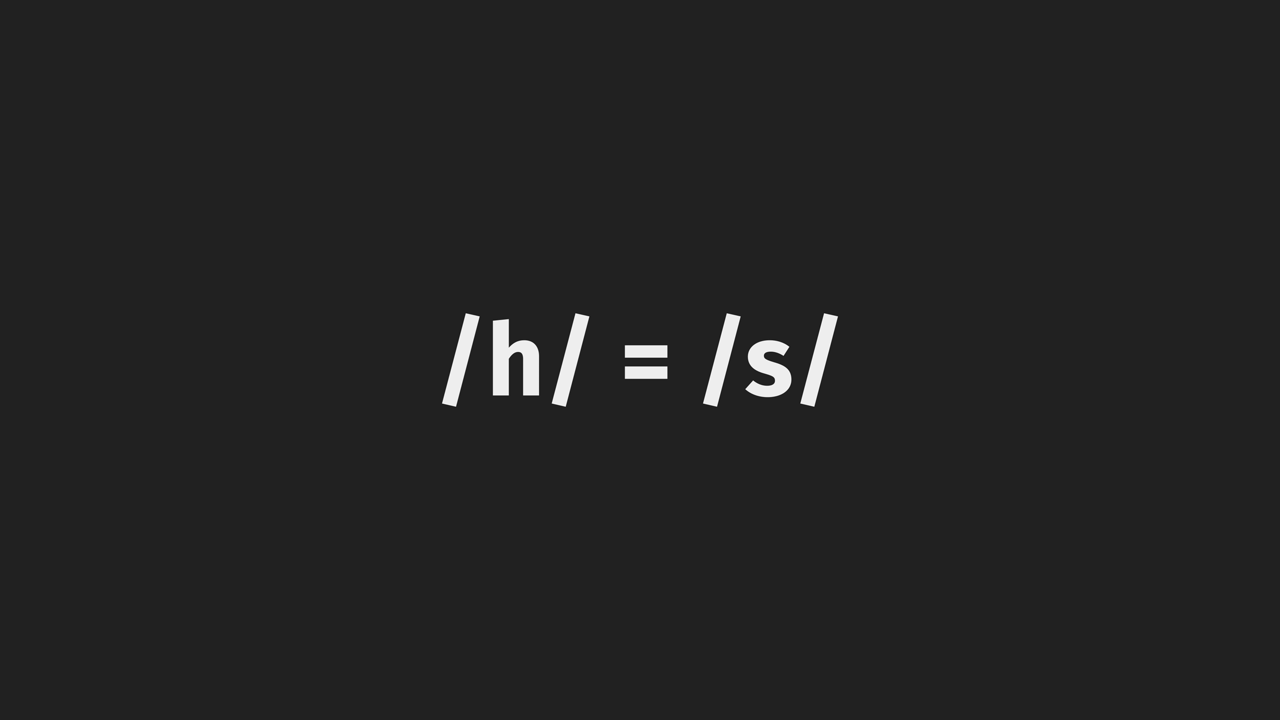 /h/ = /s/